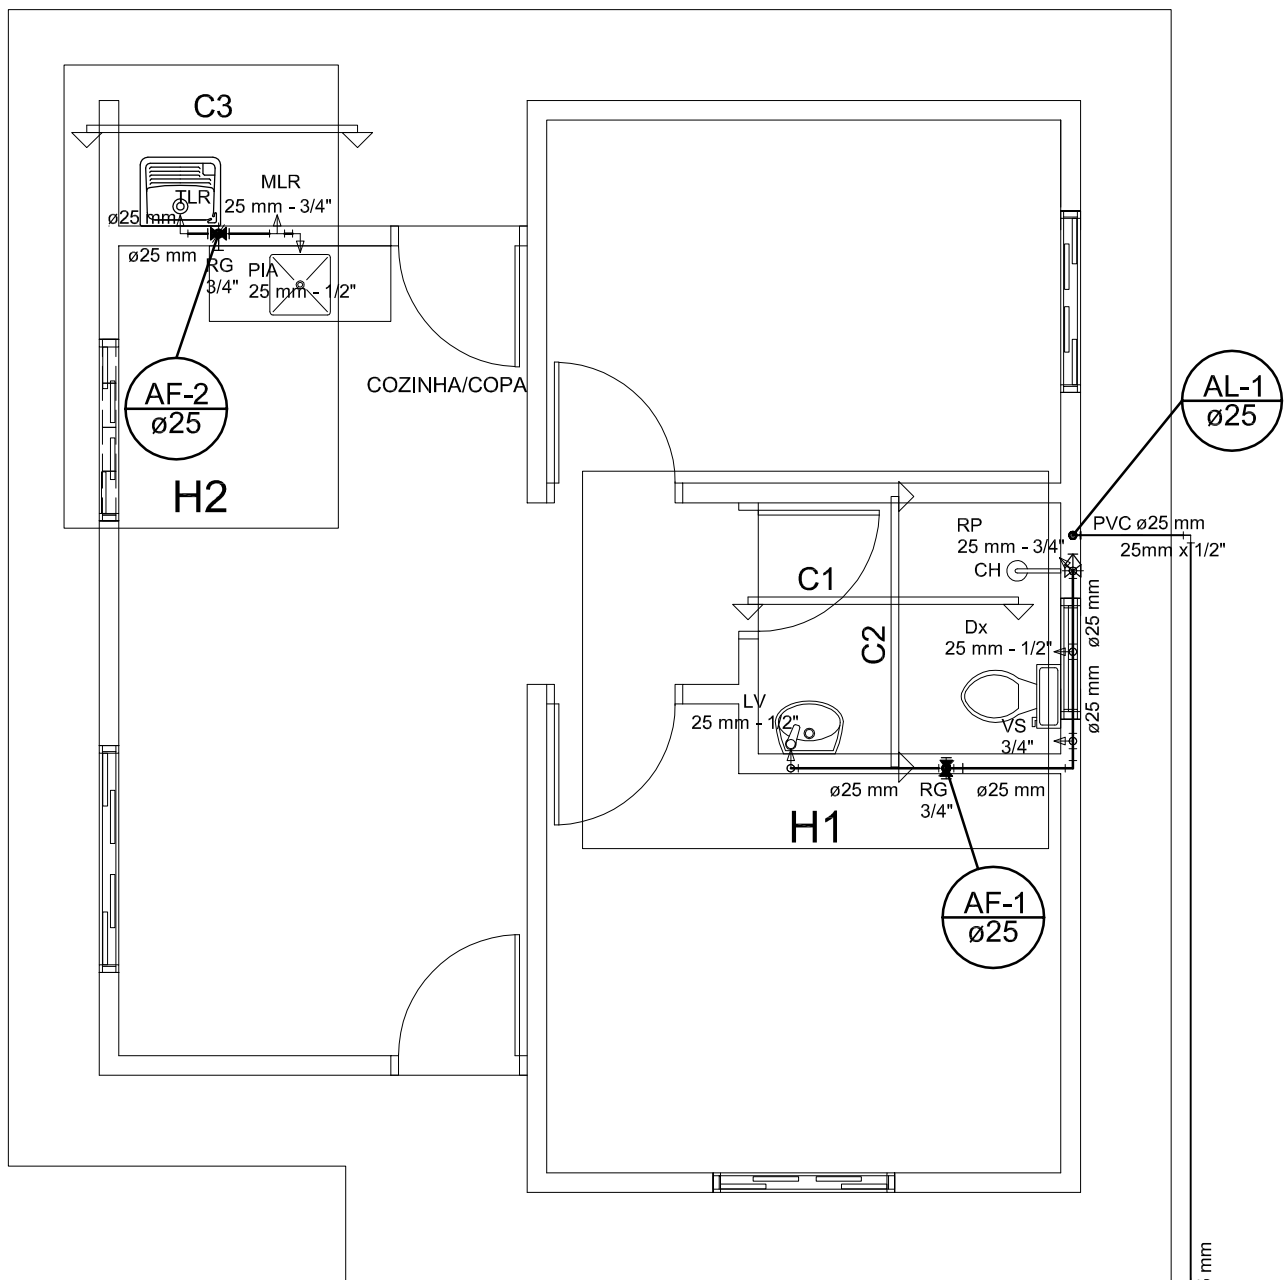 C3
MLR
TLR
25 mm - 3/4"
ø25 mm
ø25 mm
RG
3/4"
PIA
25 mm - 1/2"
AF-2
ø25
COZINHA/COPA
H2
AL-1
ø25
PVC ø25 mm
25mm x 1/2"
RP
25 mm - 3/4"
CH
C1
C2
Dx
25 mm - 1/2"
ø25 mm
ø25 mm
LV
25 mm - 1/2"
VS
3/4"
ø25 mm
RG
3/4"
ø25 mm
H1
AF-1
ø25
mm